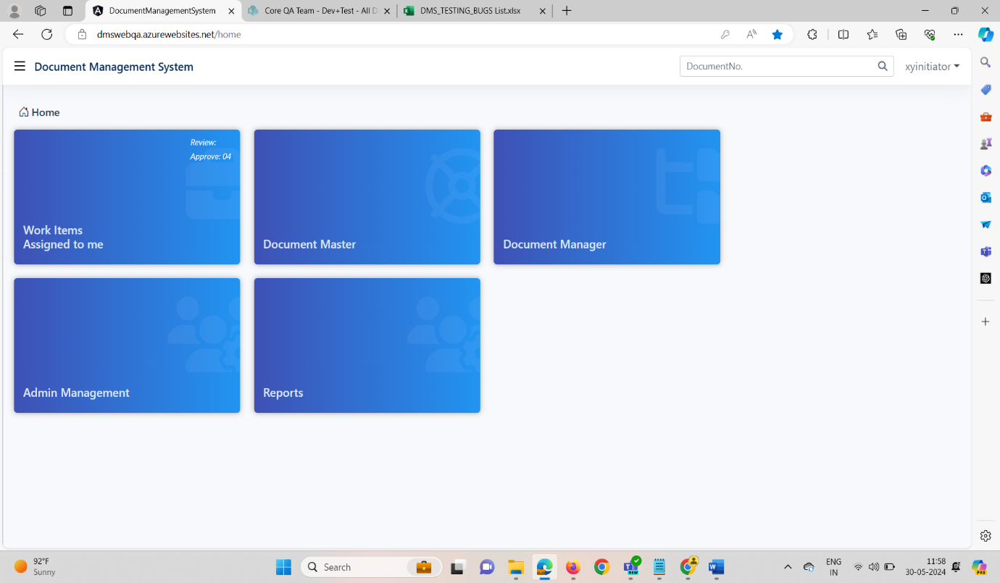 DocumentManagementSystem
Core QA Team - Dev+Test - All D
DMS_TESTING_BUGS List.xlsx
dmswebqa.azurewebsites.net/home
Document Management System
DocumentNo.
xyinitiator
Home
Review:
Approve: 04
Work Items
Assigned to me
Document Master
Document Manager
Admin Management
Reports
92°F
Sunny
Search
NEW
ENG
IN
11:58
30-05-2024
PRE